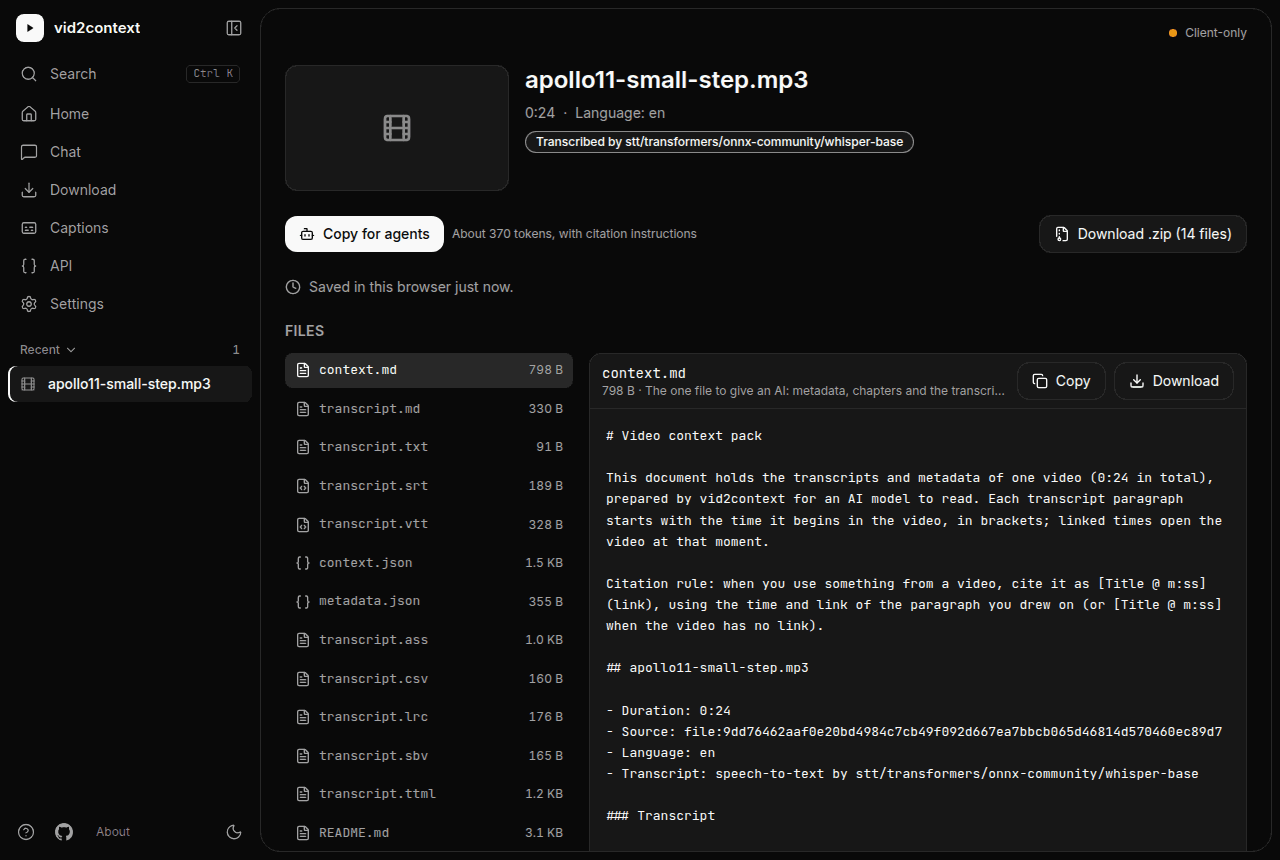 vid2context
Search
Ctrl K
Home
Chat
Download
Captions
API
Settings
Recent
1
apollo11-small-step.mp3
About
Client-only
apollo11-small-step.mp3
0:24 · Language: en
Transcribed by stt/transformers/onnx-community/whisper-base
Copy for agents
About 370 tokens, with citation instructions
Download .zip (14 files)
Saved in this browser just now.
FILES
context.md 798 B
transcript.md 330 B
transcript.txt 91 B
transcript.srt 189 B
transcript.vtt 328 B
context.json 1.5 KB
metadata.json 355 B
transcript.ass 1.0 KB
transcript.csv 160 B
transcript.lrc 176 B
transcript.sbv 165 B
transcript.ttml 1.2 KB
README.md 3.1 KB
context.md
798 B · The one file to give an AI: metadata, chapters and the transcri...
Copy
Download
# Video context pack
This document holds the transcripts and metadata of one video (0:24 in total),
prepared by vid2context for an AI model to read. Each transcript paragraph
starts with the time it begins in the video, in brackets; linked times open the
video at that moment.
Citation rule: when you use something from a video, cite it as [Title @ m:ss]
(link), using the time and link of the paragraph you drew on (or [Title @ m:ss]
when the video has no link).
## apollo11-small-step.mp3
- Duration: 0:24
- Source: file:9dd76462aaf0e20bd4984c7cb49f092d667ea7bbcb065d46814d570460ec89d7
- Language: en
- Transcript: speech-to-text by stt/transformers/onnx-community/whisper-base
### Transcript